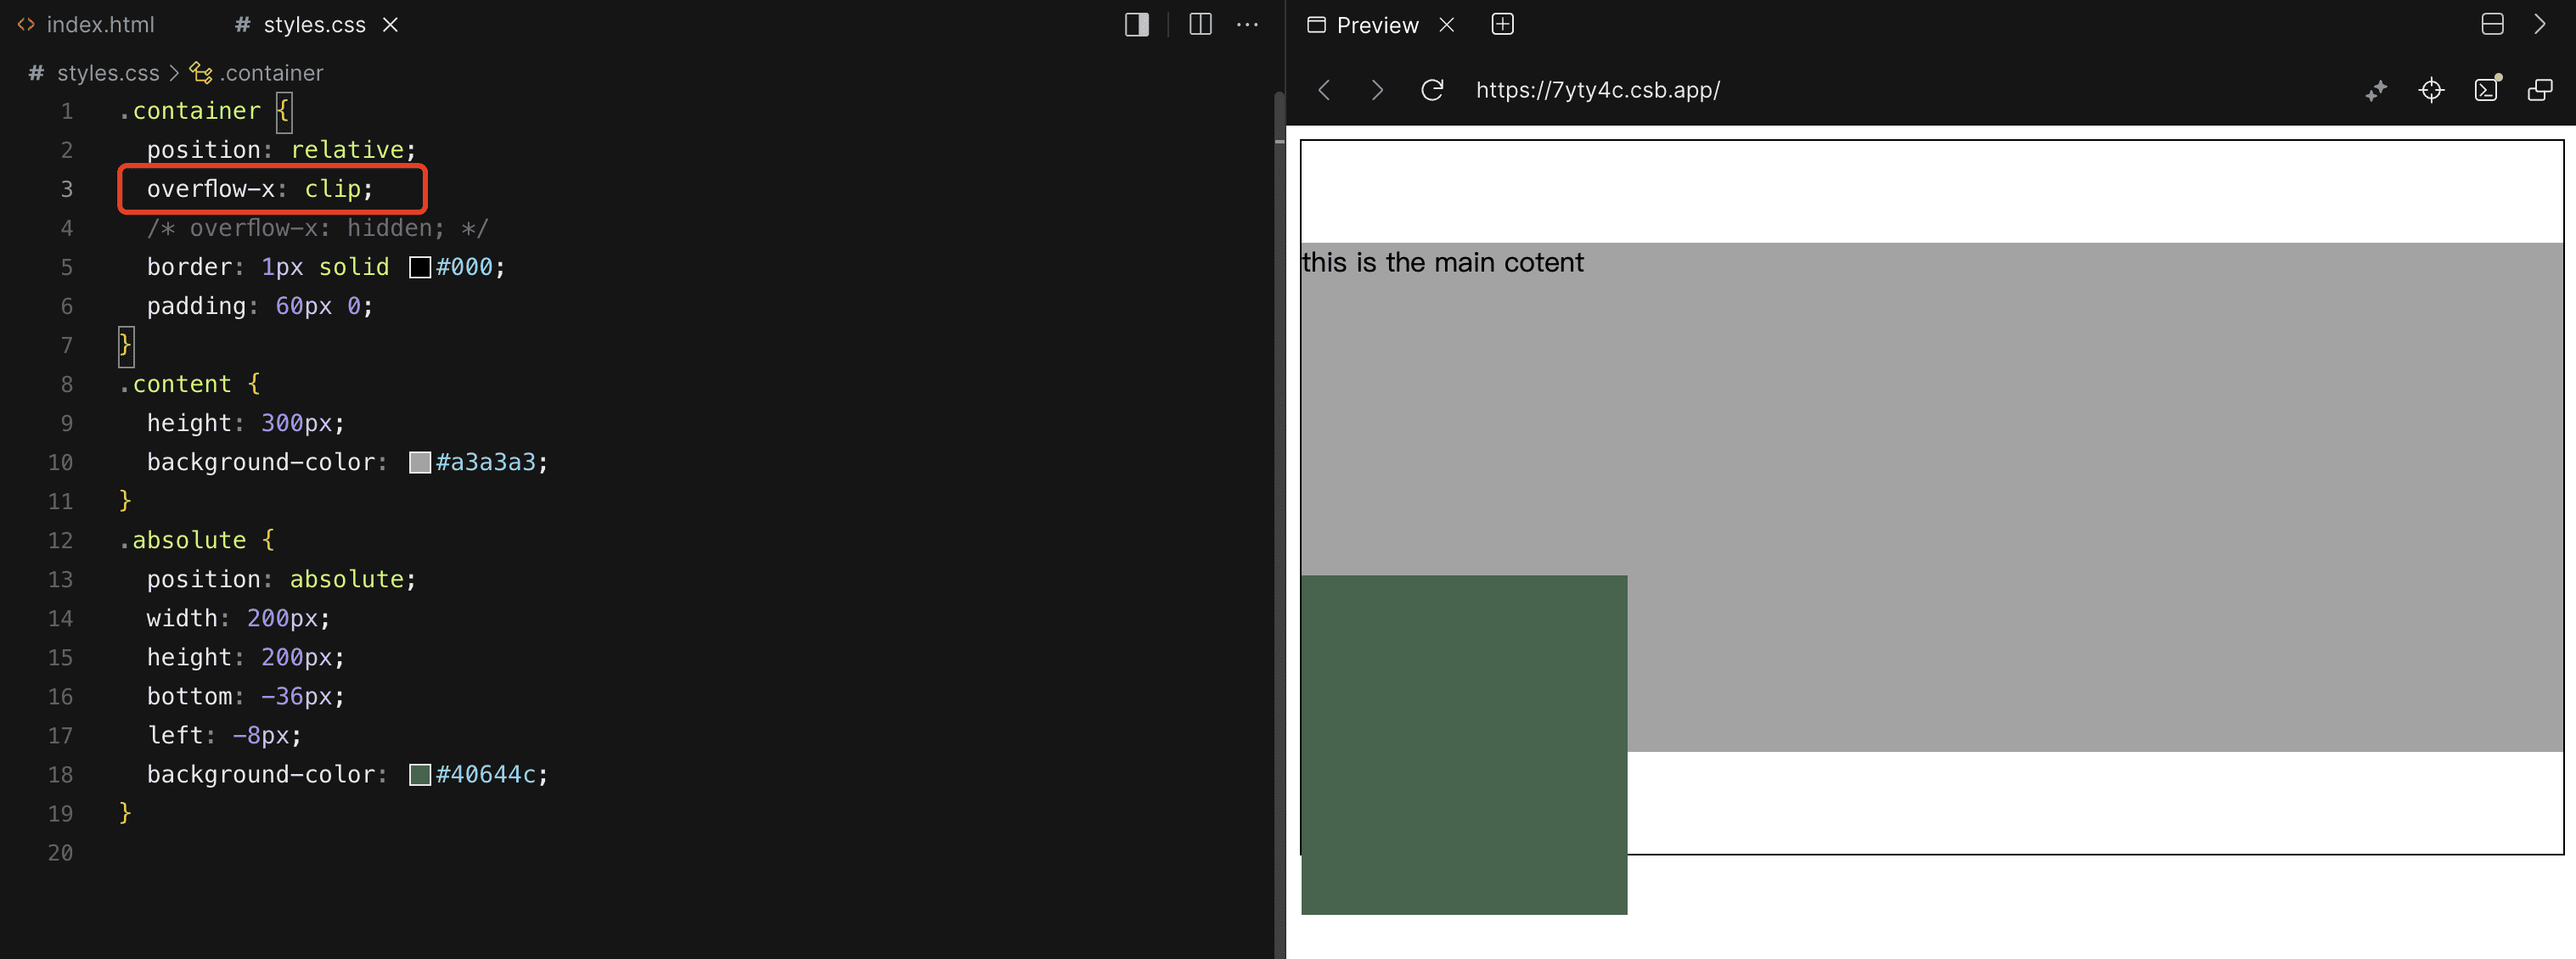 index.html
# styles.css
# styles.css > .container
1 .container {
2 position: relative;
3 overflow-x: clip;
4 /* overflow-x: hidden; */
5 border: 1px solid #000;
6 padding: 60px 0;
7 }
8 .content {
9 height: 300px;
10 background-color: #a3a3a3;
11 }
12 .absolute {
13 position: absolute;
14 width: 200px;
15 height: 200px;
16 bottom: -36px;
17 left: -8px;
18 background-color: #40644c;
19 }
20
Preview
https://7yty4c.csb.app/
this is the main cotent